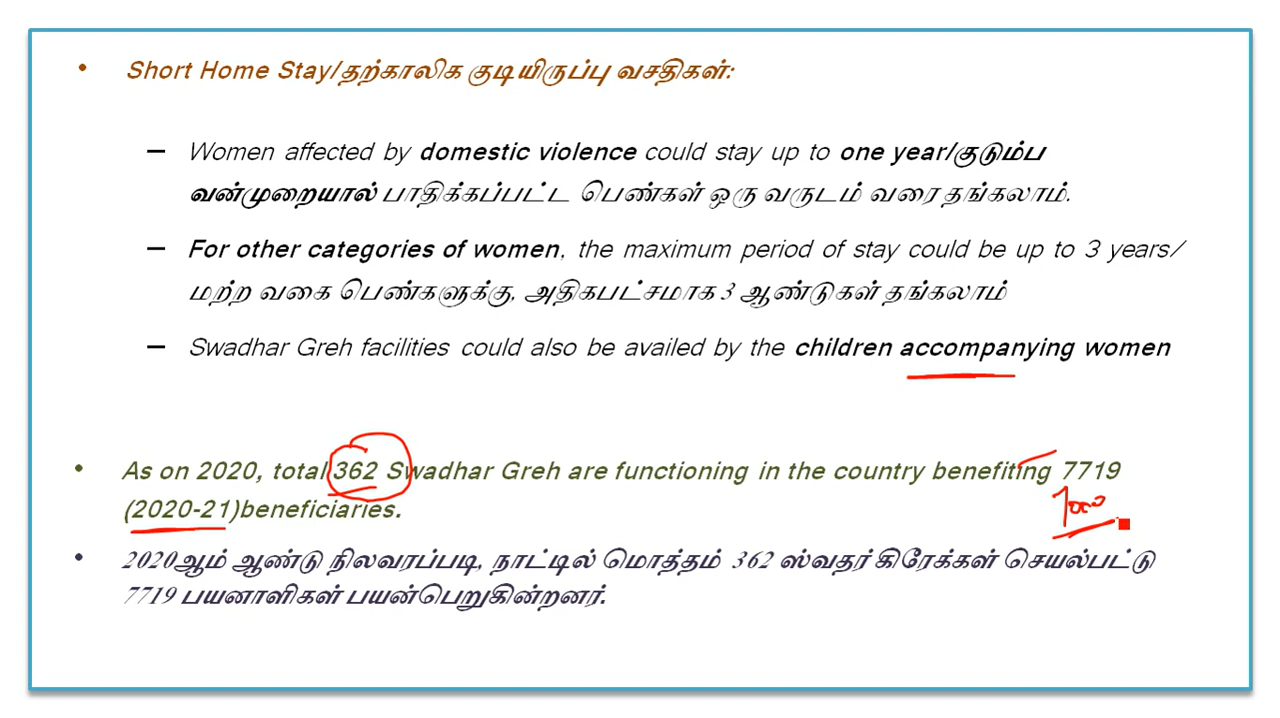 • Short Home Stay/தற்காலிக குடியிருப்பு வசதிகள்:
– Women affected by domestic violence could stay up to one year/குடும்ப
வன்முறையால் பாதிக்கப்பட்ட பெண்கள் ஒரு வருடம் வரை தங்கலாம்.
– For other categories of women, the maximum period of stay could be up to 3 years/
மற்ற வகை பெண்களுக்கு, அதிகபட்சமாக 3 ஆண்டுகள் தங்கலாம்
– Swadhar Greh facilities could also be availed by the children accompanying women
• As on 2020, total 362 Swadhar Greh are functioning in the country benefiting 7719
(2020-21)beneficiaries.
• 2020ஆம் ஆண்டு நிலவரப்படி, நாட்டில் மொத்தம் 362 ஸ்வதர் கிரேக்கள் செயல்பட்டு
7719 பயனாளிகள் பயன்பெறுகின்றனர்.